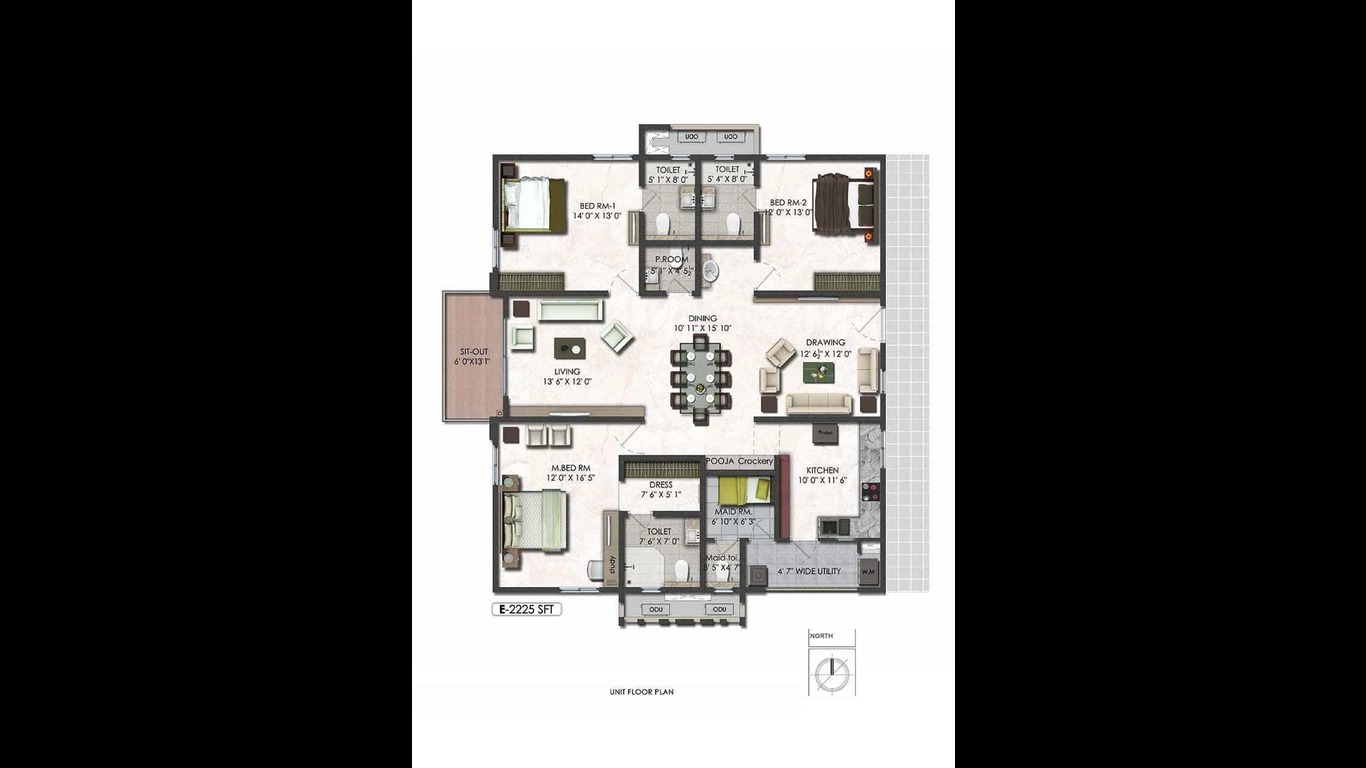 ODU
ODU
TOILET
5' 1" X 8' 0"
TOILET
5' 4" X 8' 0"
BED RM-1
14' 0" X 13' 0"
BED RM-2
12' 0" X 13' 0"
P.ROOM
5' 1" X 4' 5½"
DINING
10' 11" X 15' 10"
SIT-OUT
6' 0"X13'1"
LIVING
13' 6" X 12' 0"
DRAWING
12' 6½" X 12' 0"
M.BED RM
12' 0" X 16' 5"
POOJA Crockery
KITCHEN
10' 0" X 11' 6"
DRESS
7' 6" X 5' 1"
MAID RM.
6' 10" X 6' 3"
TOILET
7' 6" X 7' 0"
study
Maid toi.
3' 5"X4' 7"
4' 7" WIDE UTILITY
W.M
E-2225 SFT
ODU
ODU
NORTH
UNIT FLOOR PLAN